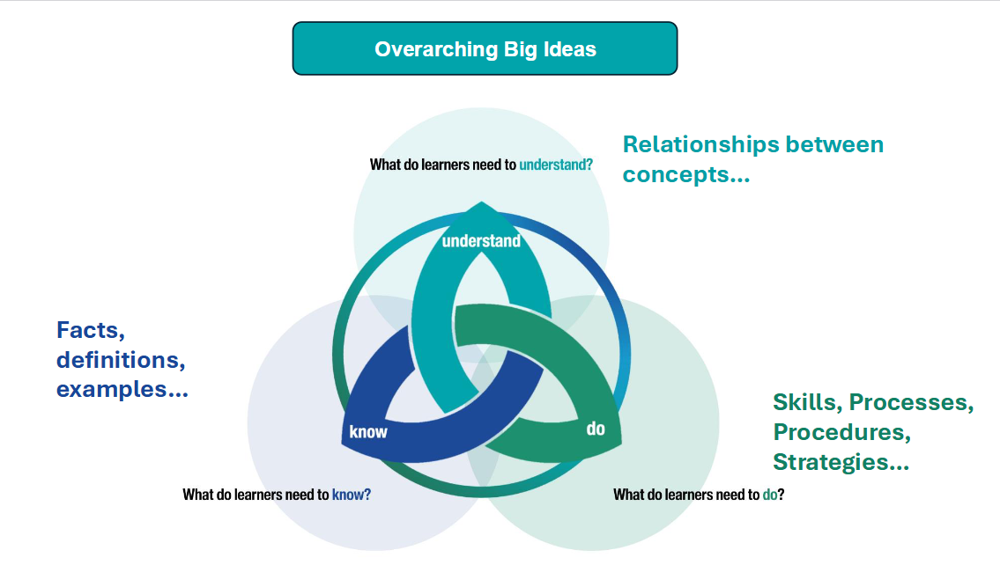 Overarching Big Ideas
What do learners need to understand?
Relationships between
concepts...
understand
Facts,
definitions,
examples...
know
do
Skills, Processes,
Procedures,
Strategies...
What do learners need to know?
What do learners need to do?